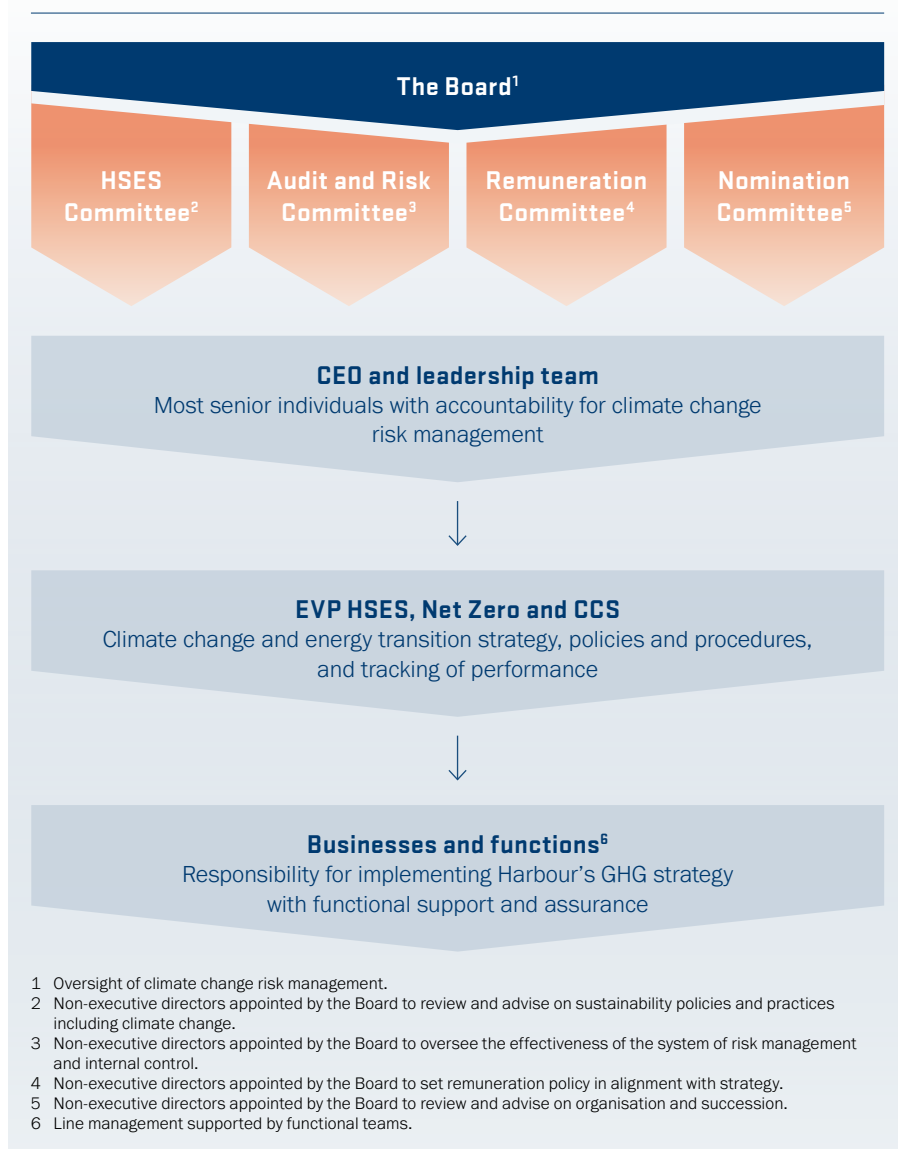 The Board¹
HSES
Committee²
Audit and Risk
Committee³
Remuneration
Committee⁴
Nomination
Committee⁵
CEO and leadership team
Most senior individuals with accountability for climate change
risk management
EVP HSES, Net Zero and CCS
Climate change and energy transition strategy, policies and procedures,
and tracking of performance
Businesses and functions⁶
Responsibility for implementing Harbour’s GHG strategy
with functional support and assurance
1 Oversight of climate change risk management.
2 Non-executive directors appointed by the Board to review and advise on sustainability policies and practices
including climate change.
3 Non-executive directors appointed by the Board to oversee the effectiveness of the system of risk management
and internal control.
4 Non-executive directors appointed by the Board to set remuneration policy in alignment with strategy.
5 Non-executive directors appointed by the Board to review and advise on organisation and succession.
6 Line management supported by functional teams.